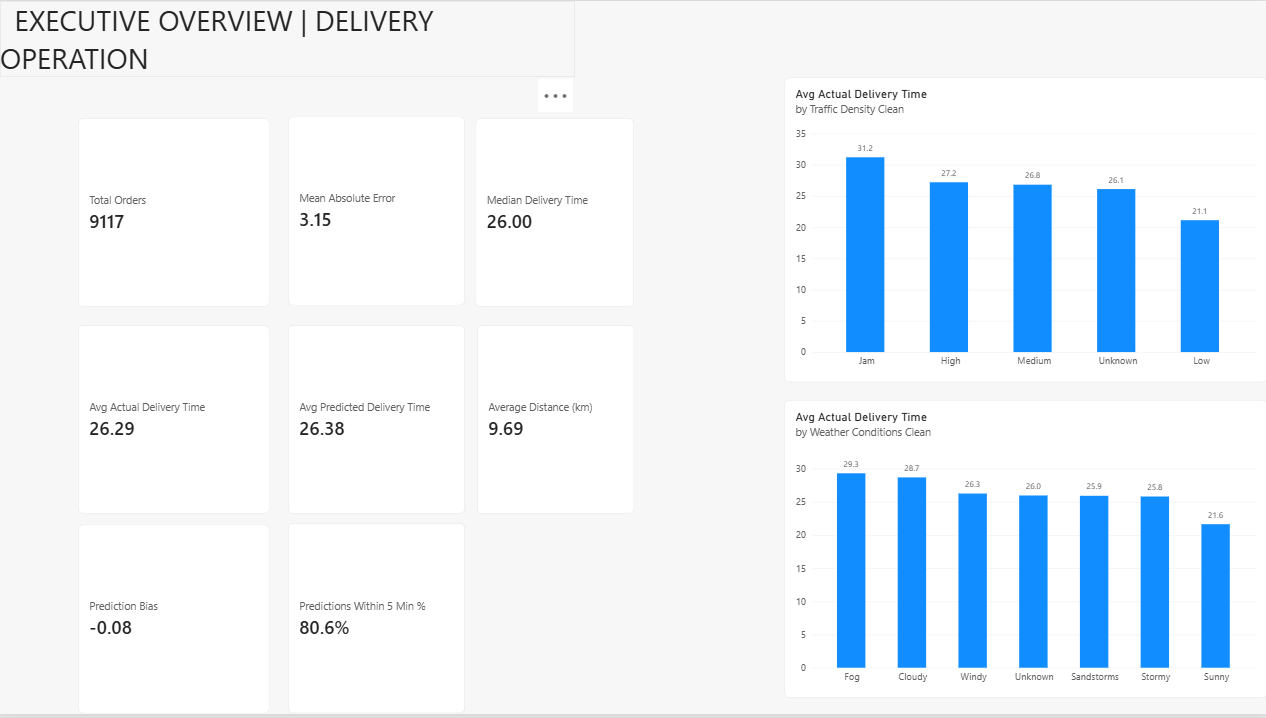 EXECUTIVE OVERVIEW | DELIVERY
OPERATION
Total Orders
9117
Mean Absolute Error
3.15
Median Delivery Time
26.00
Avg Actual Delivery Time
26.29
Avg Predicted Delivery Time
26.38
Average Distance (km)
9.69
Prediction Bias
-0.08
Predictions Within 5 Min %
80.6%
Avg Actual Delivery Time
by Traffic Density Clean
35
30
25
20
15
10
5
0
31.2
27.2
26.8
26.1
21.1
Jam
High
Medium
Unknown
Low
Avg Actual Delivery Time
by Weather Conditions Clean
30
25
20
15
10
5
0
29.3
28.7
26.3
26.0
25.9
25.8
21.6
Fog
Cloudy
Windy
Unknown
Sandstorms
Stormy
Sunny